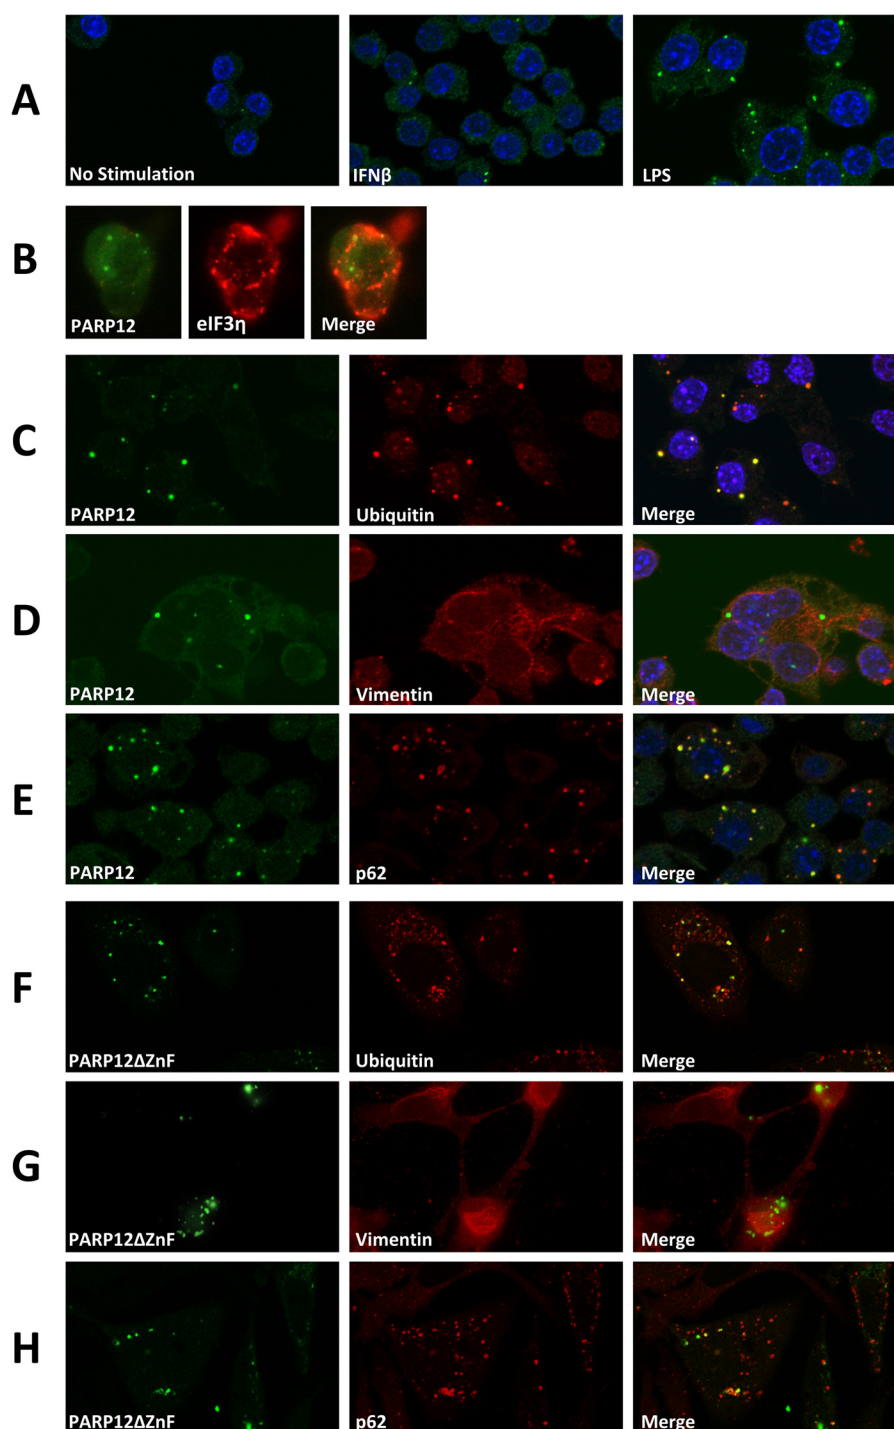 A
No Stimulation
IFNβ
LPS
B
PARP12
eIF3η
Merge
C
PARP12
Ubiquitin
Merge
D
PARP12
Vimentin
Merge
E
PARP12
p62
Merge
F
PARP12ΔZnF
Ubiquitin
Merge
G
PARP12ΔZnF
Vimentin
Merge
H
PARP12ΔZnF
p62
Merge